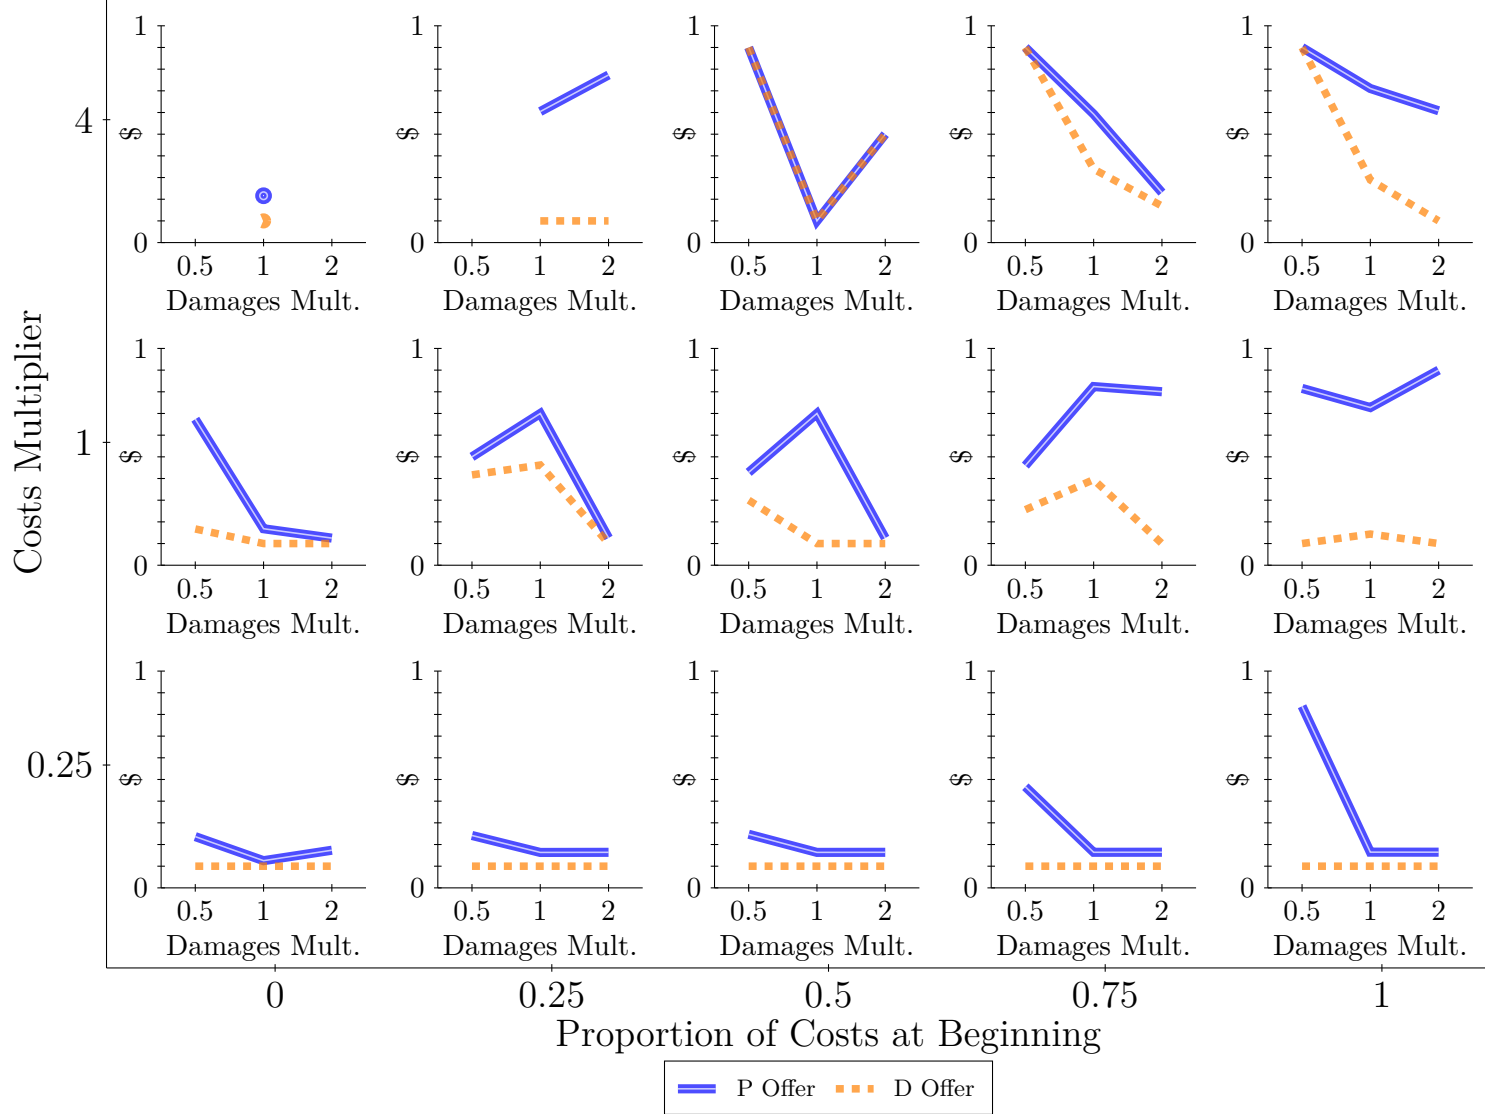 1 1 1 1 1
$ $ $ $ $
4
0 0 0 0 0
0.5 1 2 0.5 1 2 0.5 1 2 0.5 1 2 0.5 1 2
Damages Mult. Damages Mult. Damages Mult. Damages Mult. Damages Mult.
Costs Multiplier
1 1 1 1 1
1
$ $ $ $ $
0 0 0 0 0
0.5 1 2 0.5 1 2 0.5 1 2 0.5 1 2 0.5 1 2
Damages Mult. Damages Mult. Damages Mult. Damages Mult. Damages Mult.
1 1 1 1 1
0.25
$ $ $ $ $
0 0 0 0 0
0.5 1 2 0.5 1 2 0.5 1 2 0.5 1 2 0.5 1 2
Damages Mult. Damages Mult. Damages Mult. Damages Mult. Damages Mult.
0 0.25 0.5 0.75 1
Proportion of Costs at Beginning
P Offer D Offer